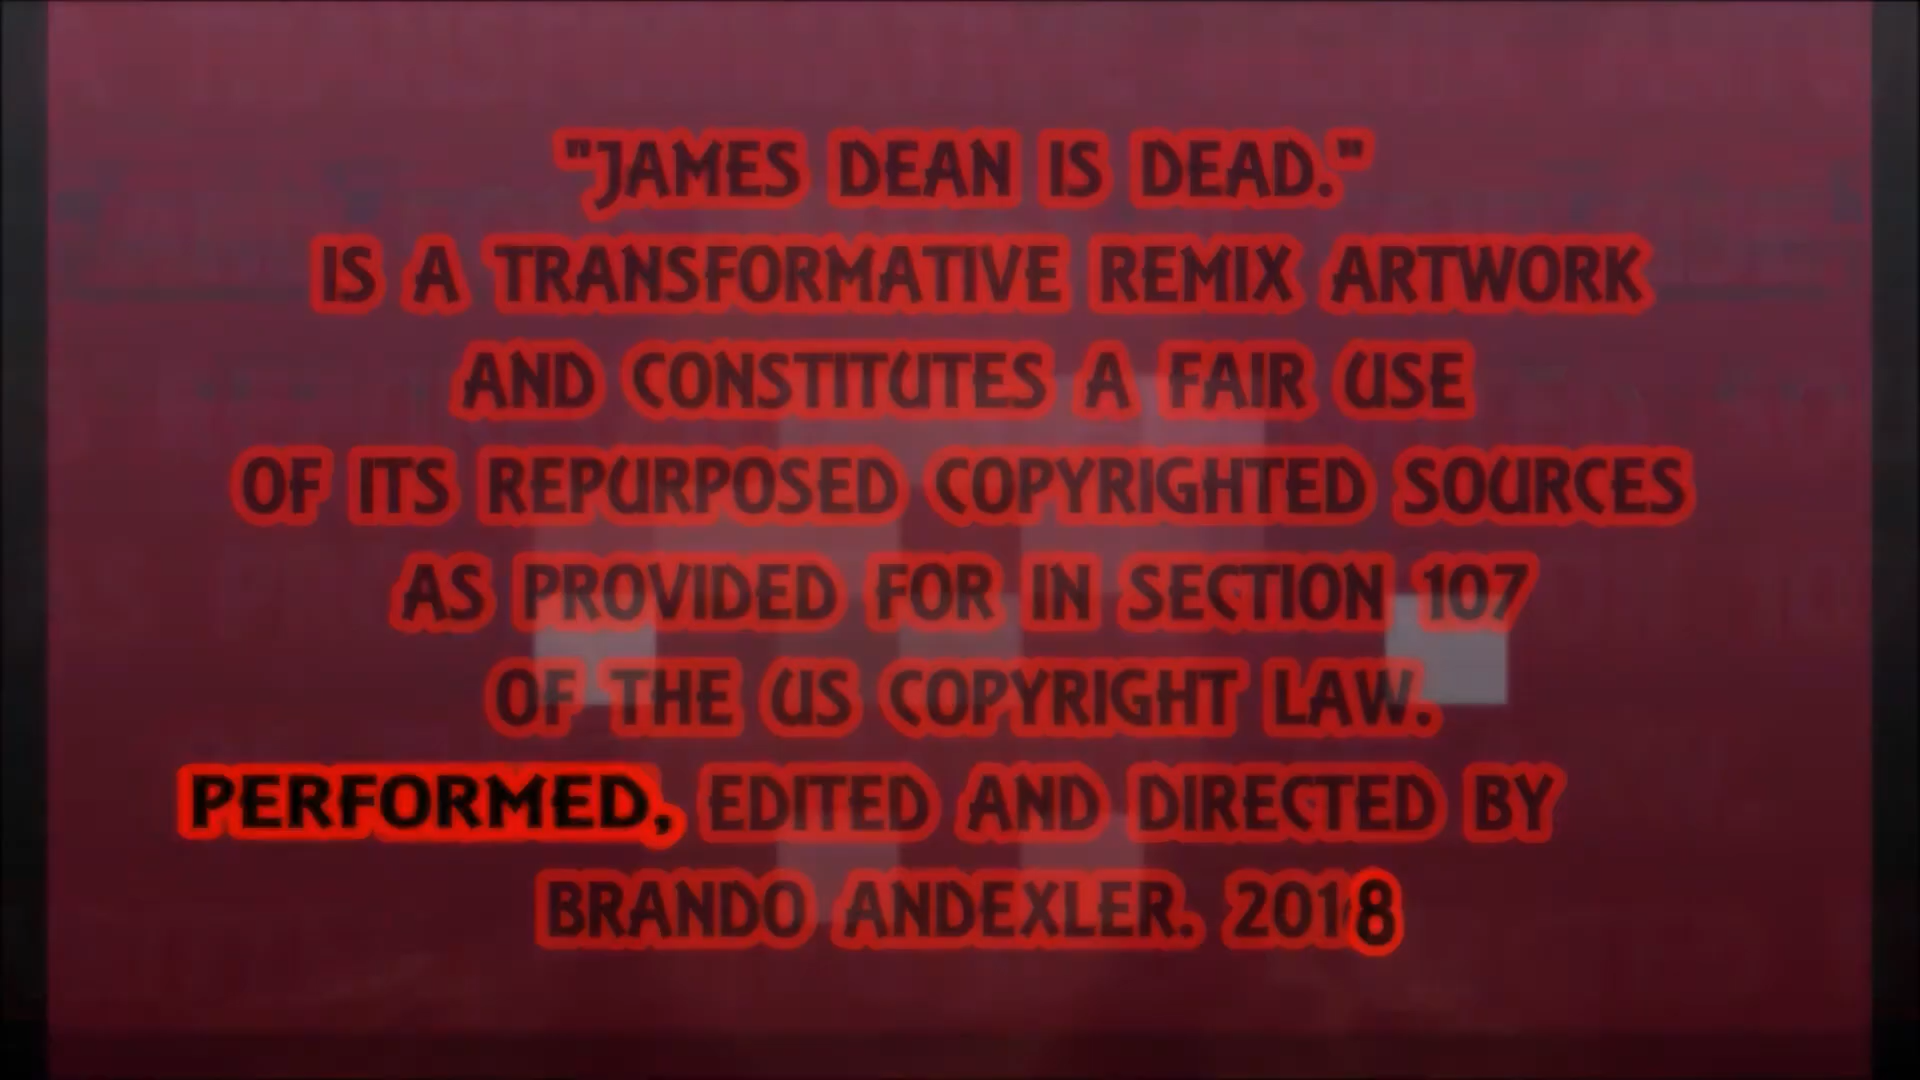 "JAMES DEAN IS DEAD."
IS A TRANSFORMATIVE REMIX ARTWORK
AND CONSTITUTES A FAIR USE
OF ITS REPURPOSED COPYRIGHTED SOURCES
AS PROVIDED FOR IN SECTION 107
OF THE US COPYRIGHT LAW.
PERFORMED, EDITED AND DIRECTED BY
BRANDO ANDEXLER. 2018